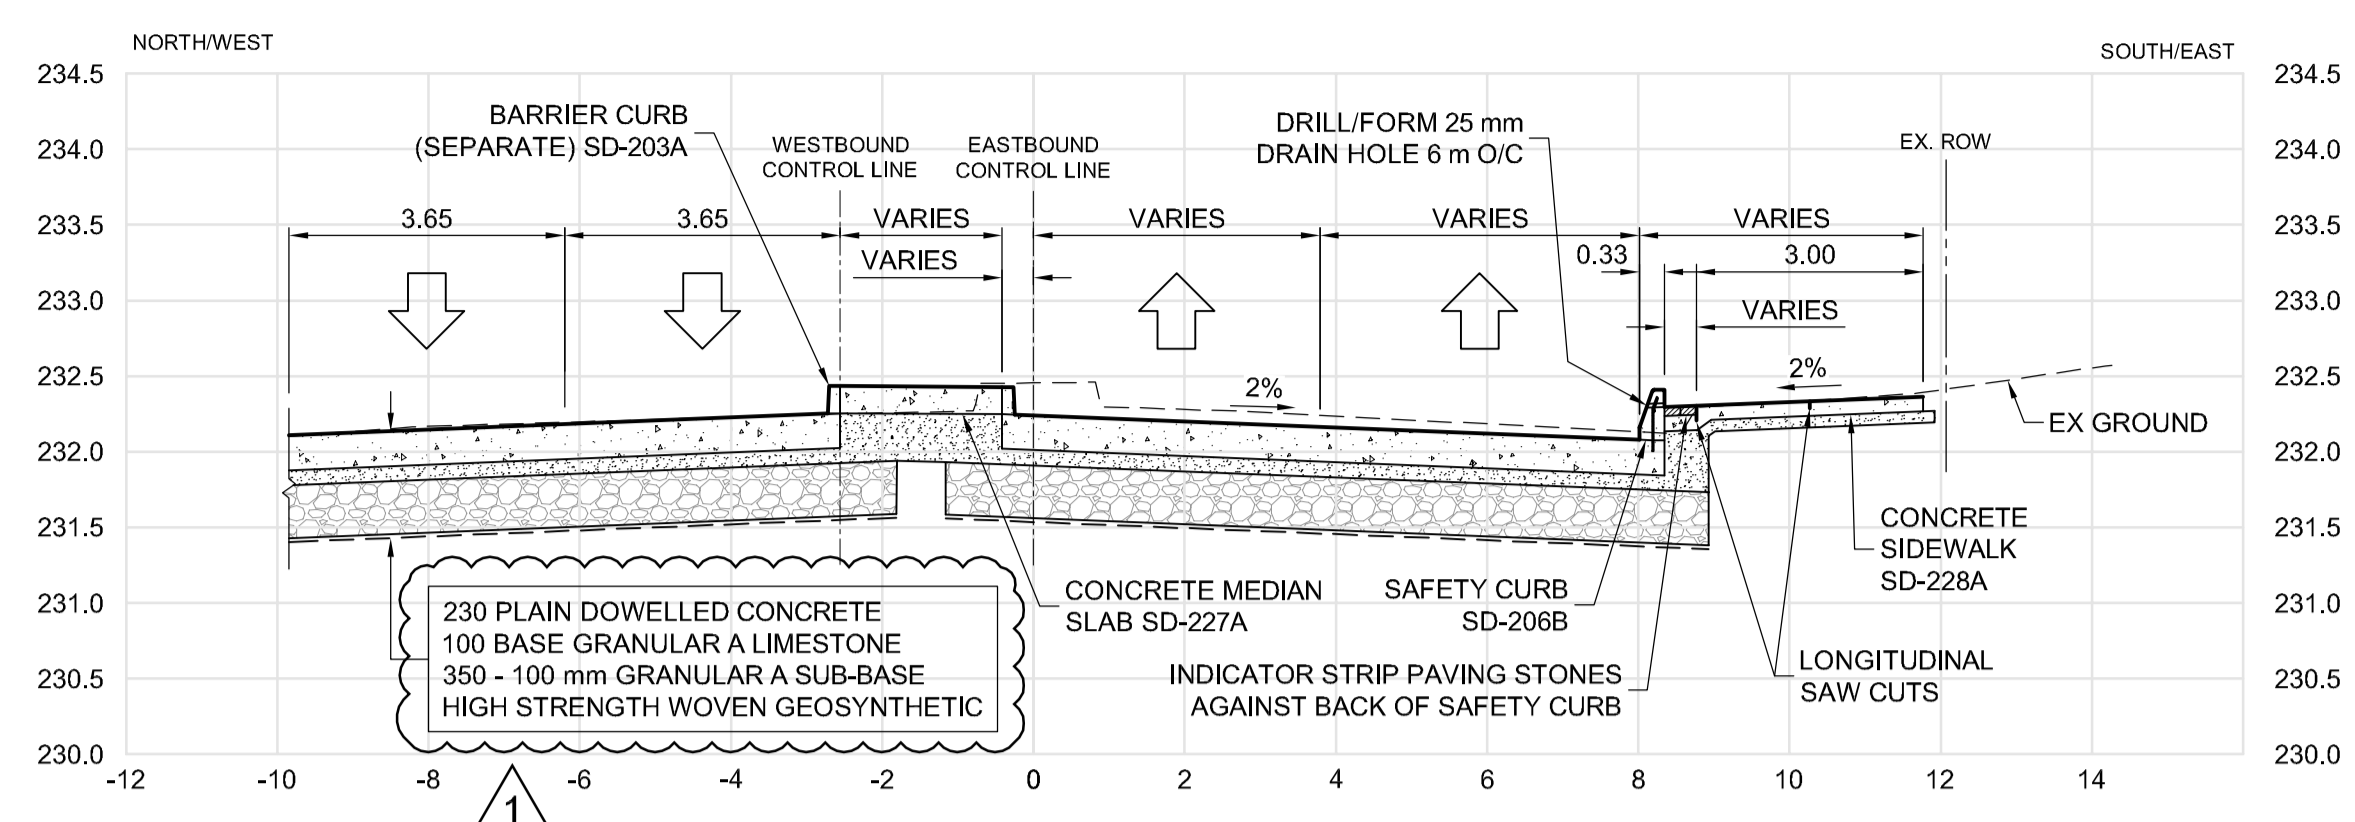 NORTH/WEST
SOUTH/EAST
234.5
234.5
BARRIER CURB
(SEPARATE) SD-203A
WESTBOUND
CONTROL LINE
EASTBOUND
CONTROL LINE
DRILL/FORM 25 mm
DRAIN HOLE 6 m O/C
EX. ROW
234.0
234.0
233.5
3.65
3.65
VARIES
VARIES
VARIES
VARIES
233.5
VARIES
0.33
3.00
233.0
VARIES
233.0
232.5
2%
2%
232.5
EX GROUND
232.0
232.0
231.5
231.5
CONCRETE
SIDEWALK
SD-228A
CONCRETE MEDIAN
SLAB SD-227A
SAFETY CURB
SD-206B
231.0
231.0
230 PLAIN DOWELLED CONCRETE
100 BASE GRANULAR A LIMESTONE
350 - 100 mm GRANULAR A SUB-BASE
HIGH STRENGTH WOVEN GEOSYNTHETIC
INDICATOR STRIP PAVING STONES
AGAINST BACK OF SAFETY CURB
LONGITUDINAL
SAW CUTS
230.5
230.5
230.0
230.0
-12
-10
-8
-6
-4
-2
0
2
4
6
8
10
12
14
1